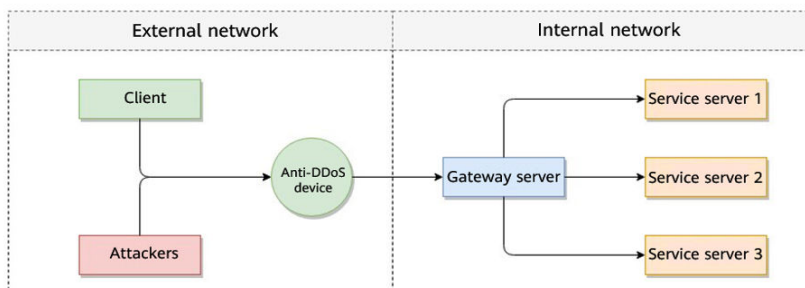 External network
Internal network
Client
Service server 1
Anti-DDoS
device
Gateway server
Service server 2
Attackers
Service server 3